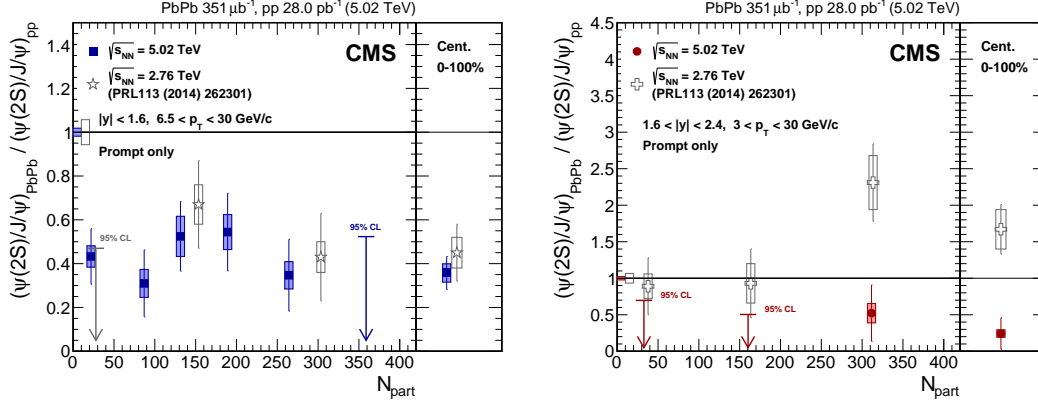 PbPb 351 μb⁻¹, pp 28.0 pb⁻¹ (5.02 TeV)
(ψ(2S)/J/ψ)PbPb / (ψ(2S)/J/ψ)pp
1.4
1.2
1
0.8
0.6
0.4
0.2
0
√sNN = 5.02 TeV
CMS
√sNN = 2.76 TeV
(PRL113 (2014) 262301)
|y| < 1.6, 6.5 < pT < 30 GeV/c
Prompt only
95% CL
95% CL
Cent.
0-100%
0 50 100 150 200 250 300 350 400
Npart
PbPb 351 μb⁻¹, pp 28.0 pb⁻¹ (5.02 TeV)
(ψ(2S)/J/ψ)PbPb / (ψ(2S)/J/ψ)pp
4.5
4
3.5
3
2.5
2
1.5
1
0.5
0
√sNN = 5.02 TeV
CMS
√sNN = 2.76 TeV
(PRL113 (2014) 262301)
1.6 < |y| < 2.4, 3 < pT < 30 GeV/c
Prompt only
95% CL
95% CL
Cent.
0-100%
0 50 100 150 200 250 300 350 400
Npart